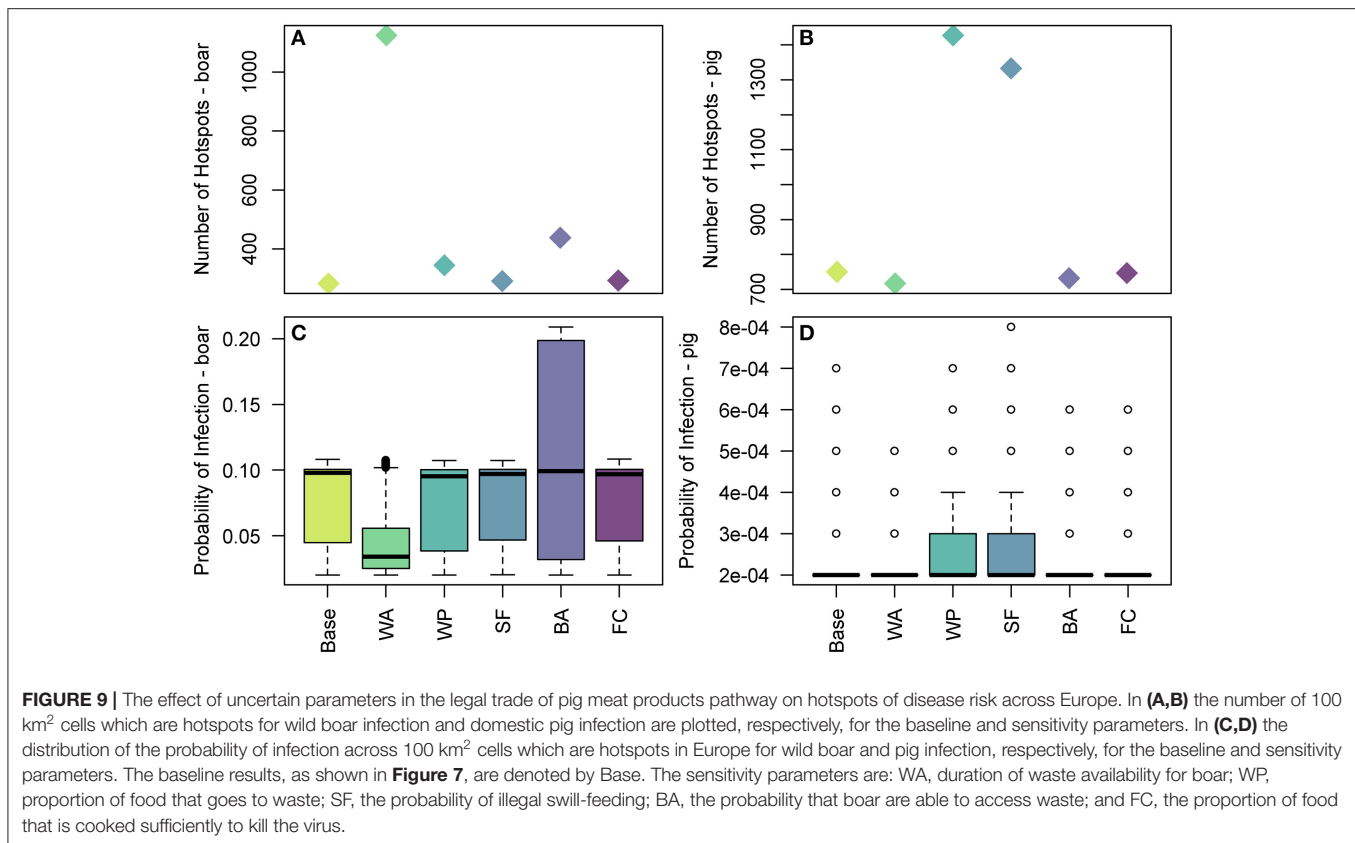 A
Number of Hotspots - boar
1000
800
600
400
B
Number of Hotspots - pig
1300
1100
900
700
C
Probability of Infection - boar
0.20
0.15
0.10
0.05
Base
WA
WP
SF
BA
FC
D
Probability of Infection - pig
8e-04
7e-04
6e-04
5e-04
4e-04
3e-04
2e-04
Base
WA
WP
SF
BA
FC
FIGURE 9 | The effect of uncertain parameters in the legal trade of pig meat products pathway on hotspots of disease risk across Europe. In (A,B) the number of 100
km² cells which are hotspots for wild boar infection and domestic pig infection are plotted, respectively, for the baseline and sensitivity parameters. In (C,D) the
distribution of the probability of infection across 100 km² cells which are hotspots in Europe for wild boar and pig infection, respectively, for the baseline and sensitivity
parameters. The baseline results, as shown in Figure 7, are denoted by Base. The sensitivity parameters are: WA, duration of waste availability for boar; WP,
proportion of food that goes to waste; SF, the probability of illegal swill-feeding; BA, the probability that boar are able to access waste; and FC, the proportion of food
that is cooked sufficiently to kill the virus.